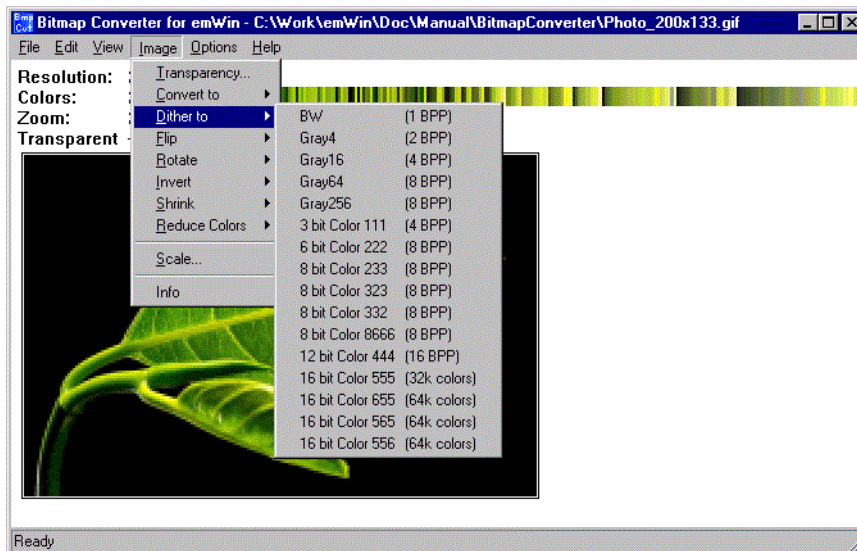 Bmp Cvt Bitmap Converter for emWin - C:\Work\emWin\Doc\Manual\BitmapConverter\Photo_200x133.gif
File Edit View Image Options Help
Resolution:
Colors:
Zoom:
Transparent
Transparency...
Convert to
Dither to
Flip
Rotate
Invert
Shrink
Reduce Colors
Scale...
Info
BW (1 BPP)
Gray4 (2 BPP)
Gray16 (4 BPP)
Gray64 (8 BPP)
Gray256 (8 BPP)
3 bit Color 111 (4 BPP)
6 bit Color 222 (8 BPP)
8 bit Color 233 (8 BPP)
8 bit Color 323 (8 BPP)
8 bit Color 332 (8 BPP)
8 bit Color 8666 (8 BPP)
12 bit Color 444 (16 BPP)
16 bit Color 555 (32k colors)
16 bit Color 655 (64k colors)
16 bit Color 565 (64k colors)
16 bit Color 556 (64k colors)
Ready